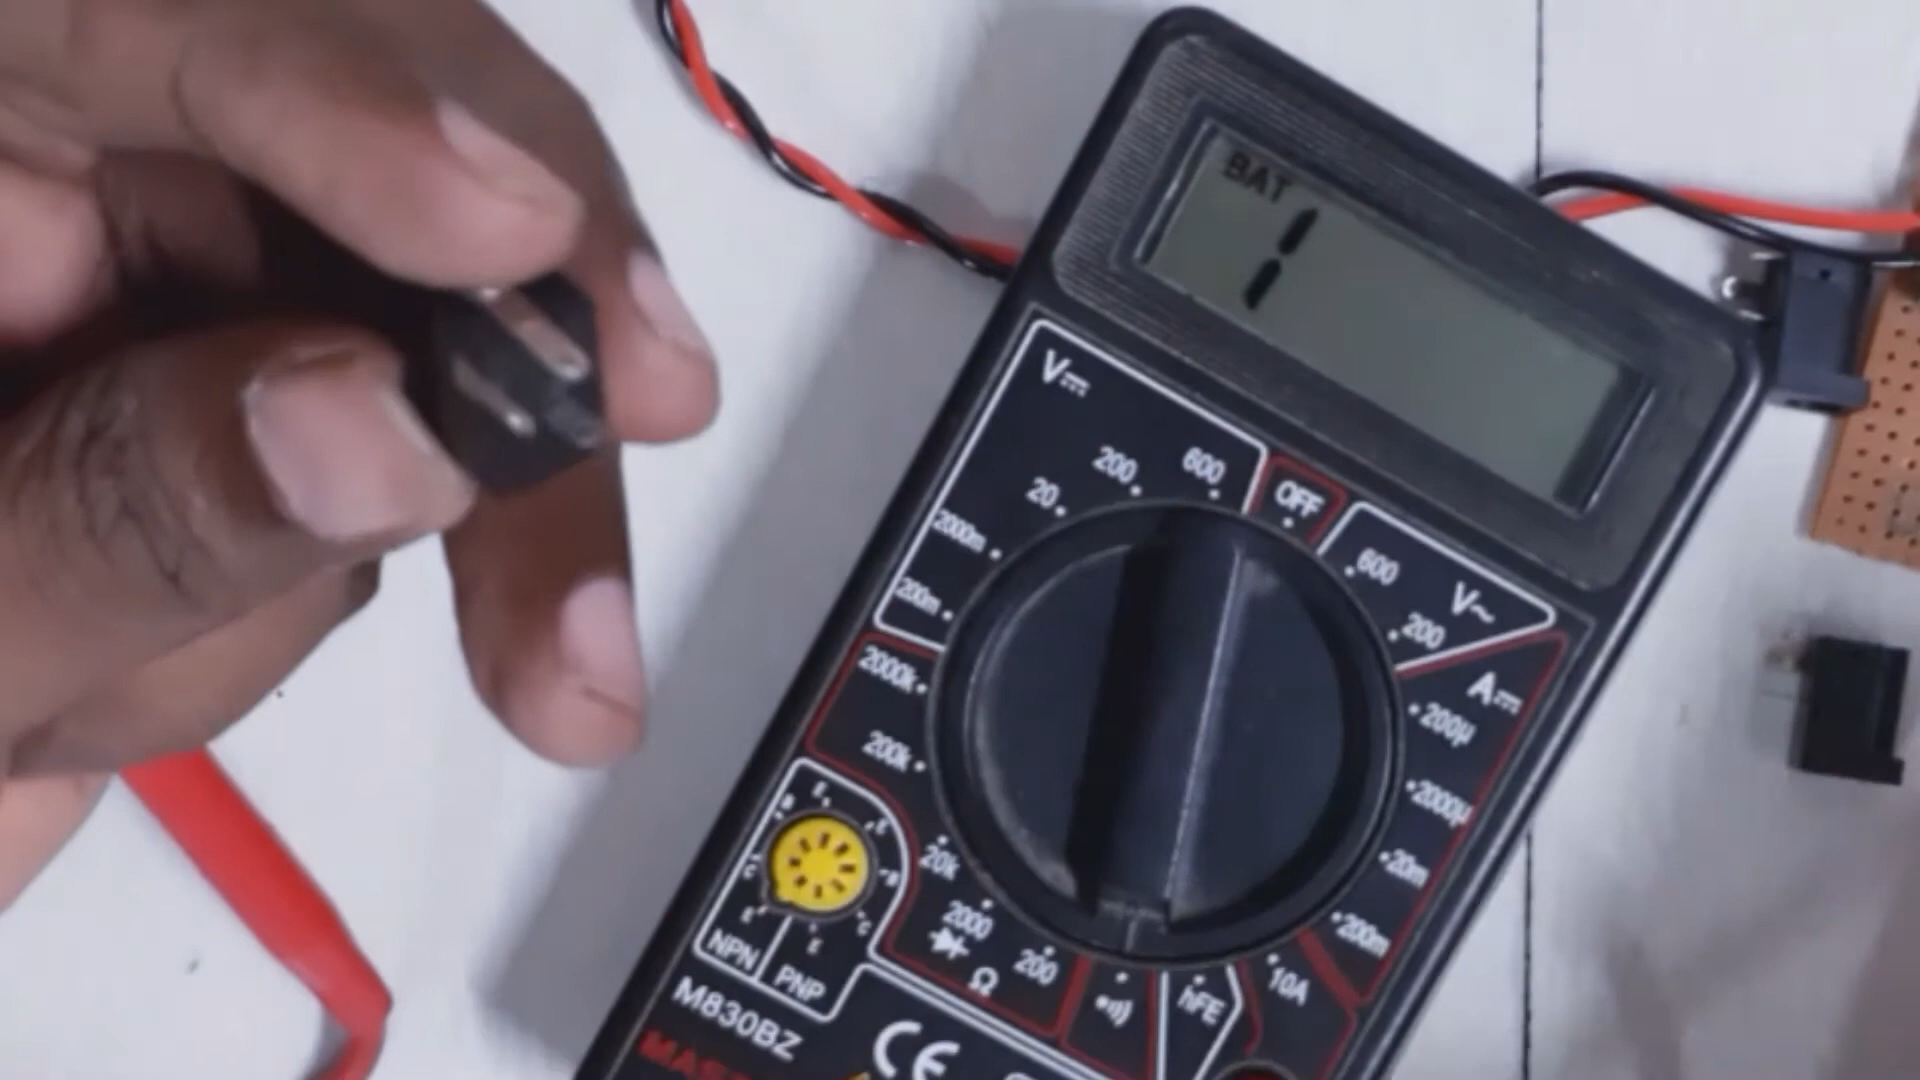 BAT
1
V⎓
600
200
20
2000m
200m
OFF
600
V~
200
A⎓
200µ
2000µ
20m
200m
10A
hFE
200
Ω
2000
20k
200k
2000k
B
E
E
B
C
E
E
C
NPN
PNP
M830BZ
CE